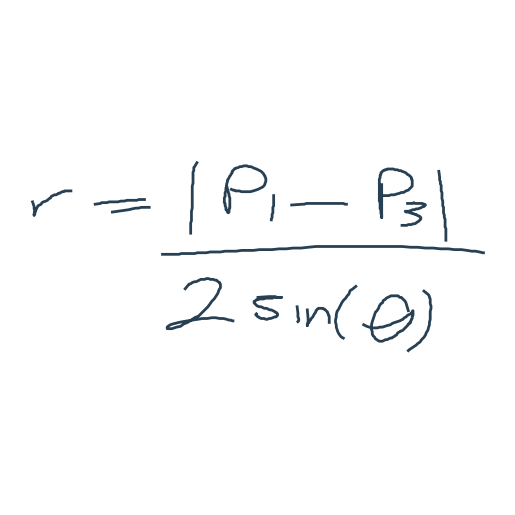 r = |P₁ − P₃|
2 sin(θ)